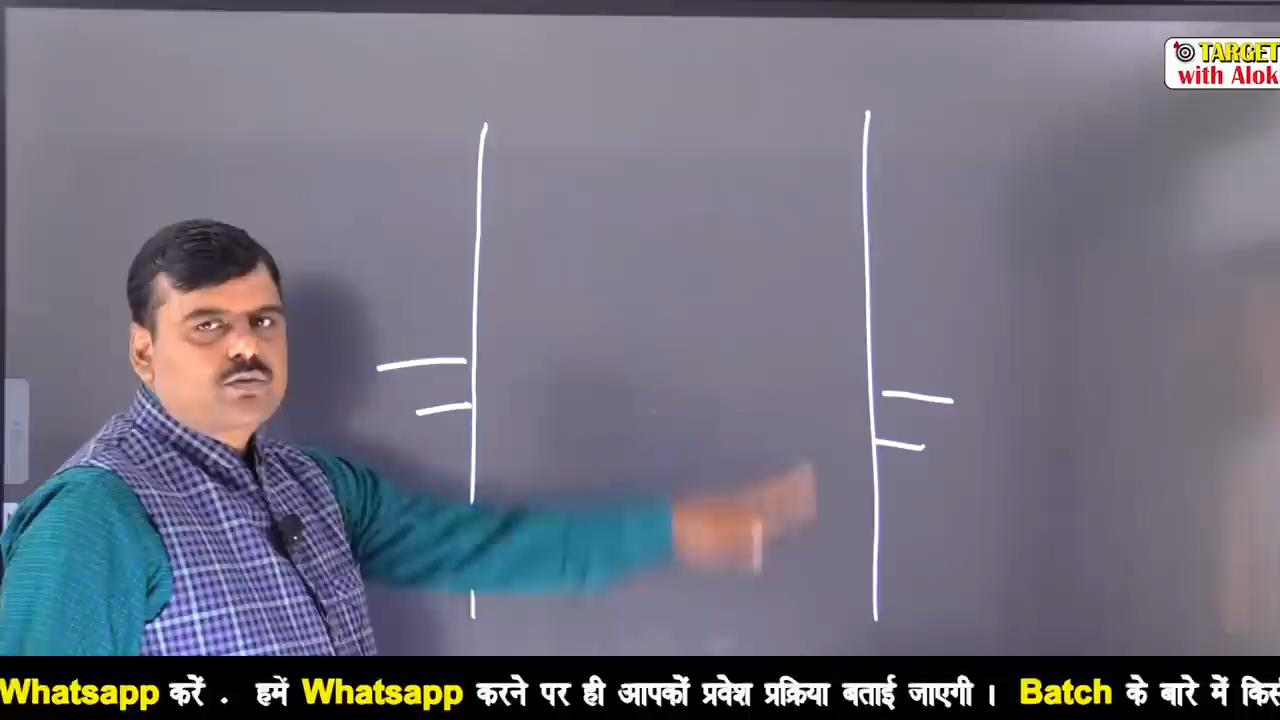 TARGET
with Alok
Whatsapp करें . हमें Whatsapp करने पर ही आपकों प्रवेश प्रक्रिया बताई जाएगी । Batch के बारे में